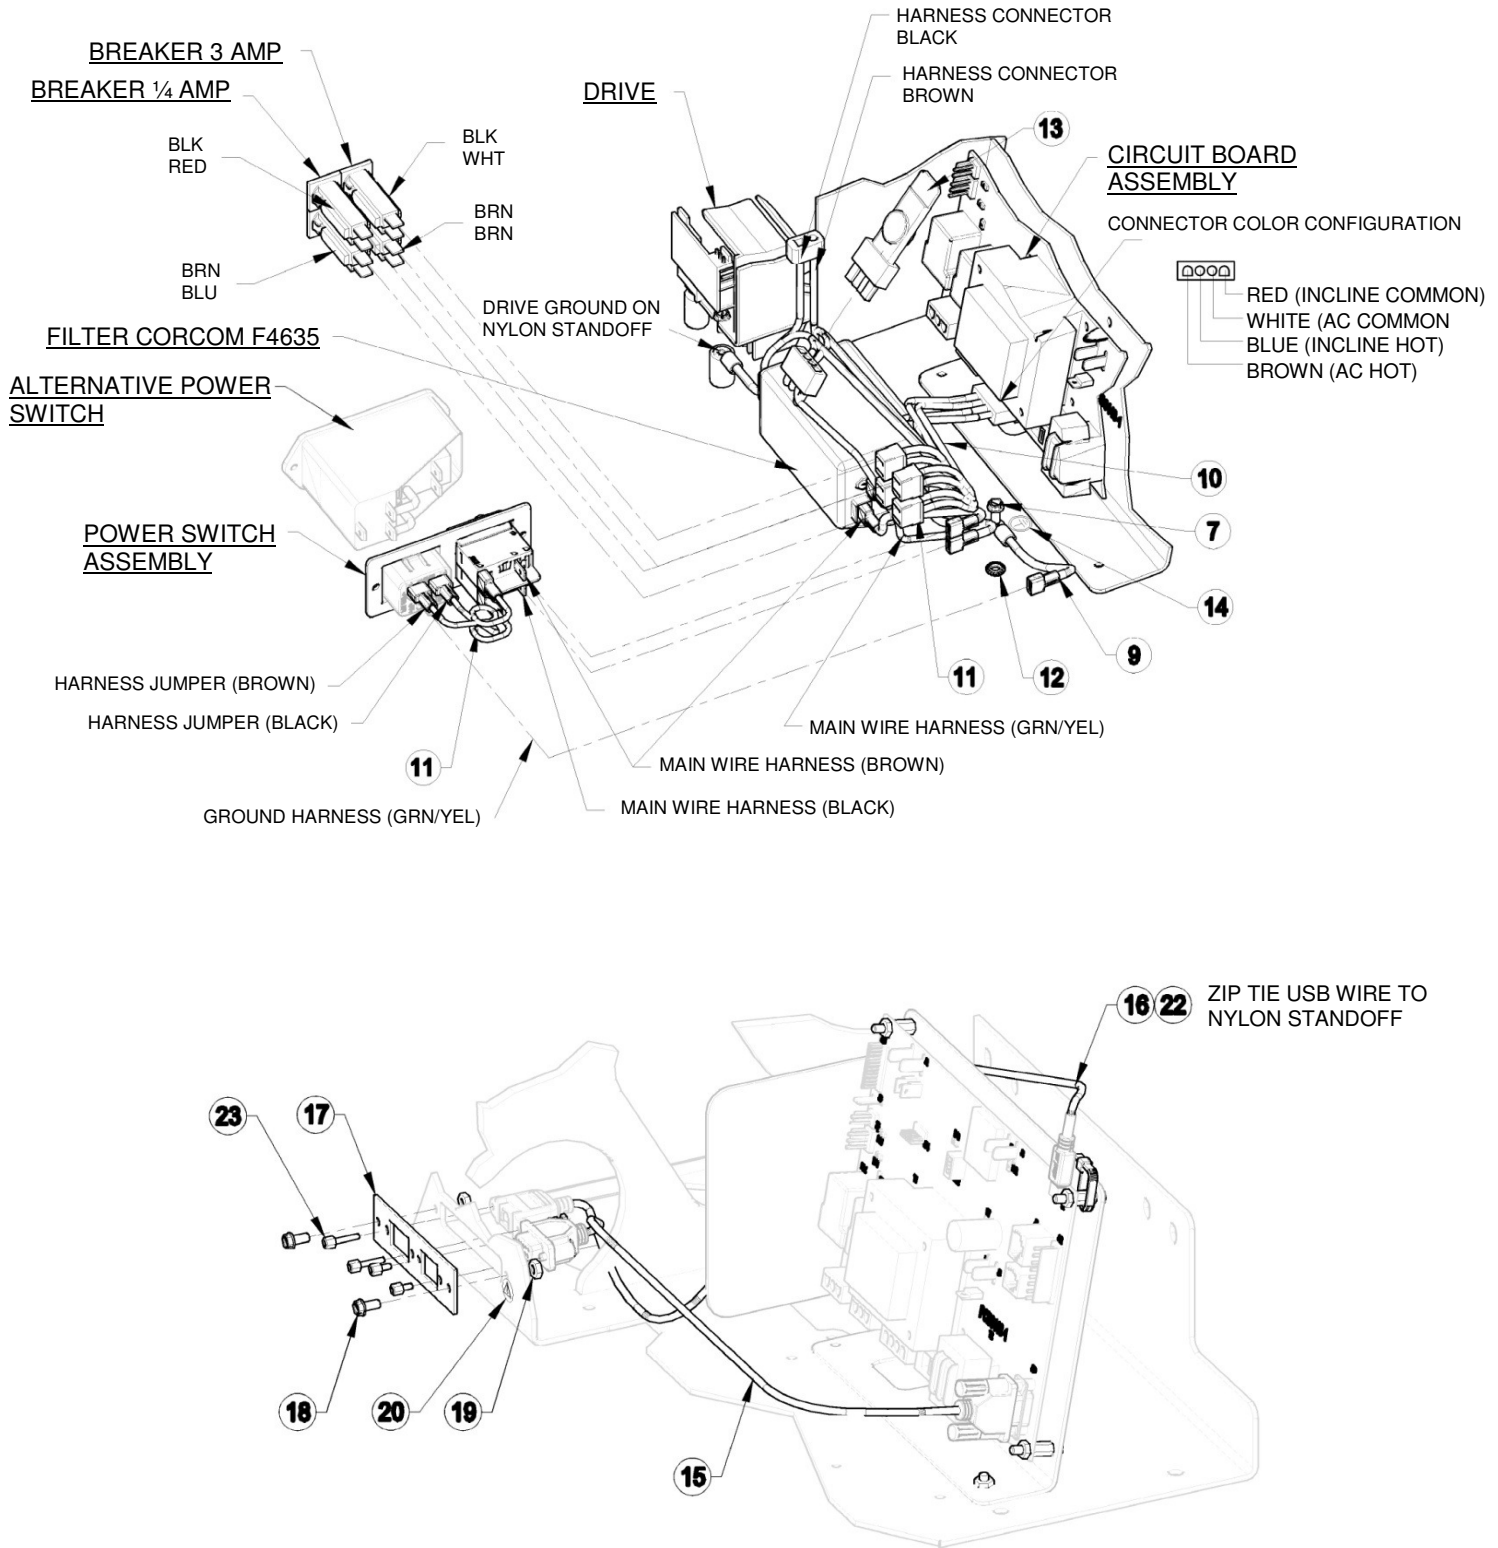 HARNESS CONNECTOR
BLACK
BREAKER 3 AMP
HARNESS CONNECTOR
BROWN
BREAKER ¼ AMP
DRIVE
13
BLK
RED
BLK
WHT
CIRCUIT BOARD
ASSEMBLY
BRN
BRN
CONNECTOR COLOR CONFIGURATION
BRN
BLU
RED (INCLINE COMMON)
WHITE (AC COMMON
BLUE (INCLINE HOT)
BROWN (AC HOT)
DRIVE GROUND ON
NYLON STANDOFF
FILTER CORCOM F4635
ALTERNATIVE POWER
SWITCH
10
7
POWER SWITCH
ASSEMBLY
14
9
11
12
HARNESS JUMPER (BROWN)
HARNESS JUMPER (BLACK)
MAIN WIRE HARNESS (GRN/YEL)
11
MAIN WIRE HARNESS (BROWN)
MAIN WIRE HARNESS (BLACK)
GROUND HARNESS (GRN/YEL)
16 22
ZIP TIE USB WIRE TO
NYLON STANDOFF
23
17
18
20
19
15